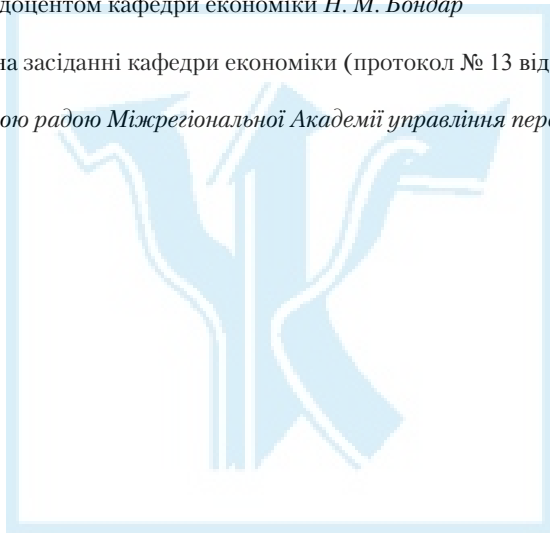 доцентом кафедри економіки Н. М. Бондар
на засіданні кафедри економіки (протокол № 13 від
ою радою Міжрегіональної Академії управління пер